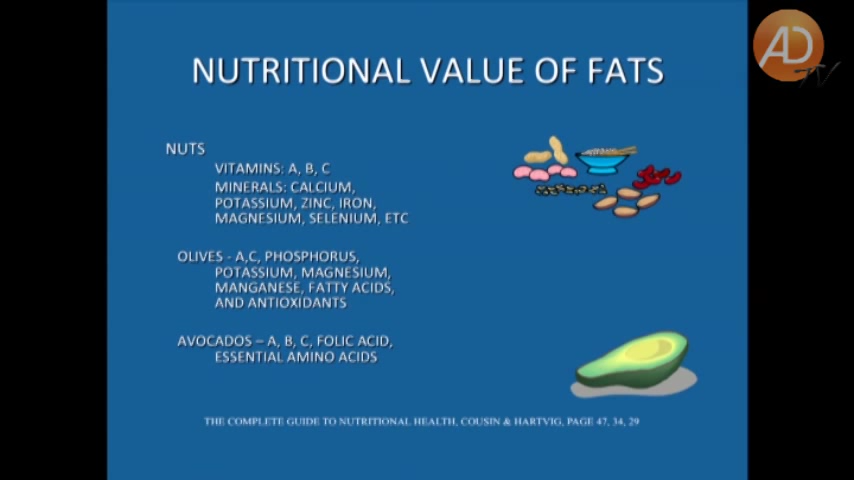 AD
TV
NUTRITIONAL VALUE OF FATS
NUTS
VITAMINS: A, B, C
MINERALS: CALCIUM,
POTASSIUM, ZINC, IRON,
MAGNESIUM, SELENIUM, ETC
OLIVES - A,C, PHOSPHORUS,
POTASSIUM, MAGNESIUM,
MANGANESE, FATTY ACIDS,
AND ANTIOXIDANTS
AVOCADOS – A, B, C, FOLIC ACID,
ESSENTIAL AMINO ACIDS
THE COMPLETE GUIDE TO NUTRITIONAL HEALTH, COUSIN & HARTVIG, PAGE 47, 34, 29